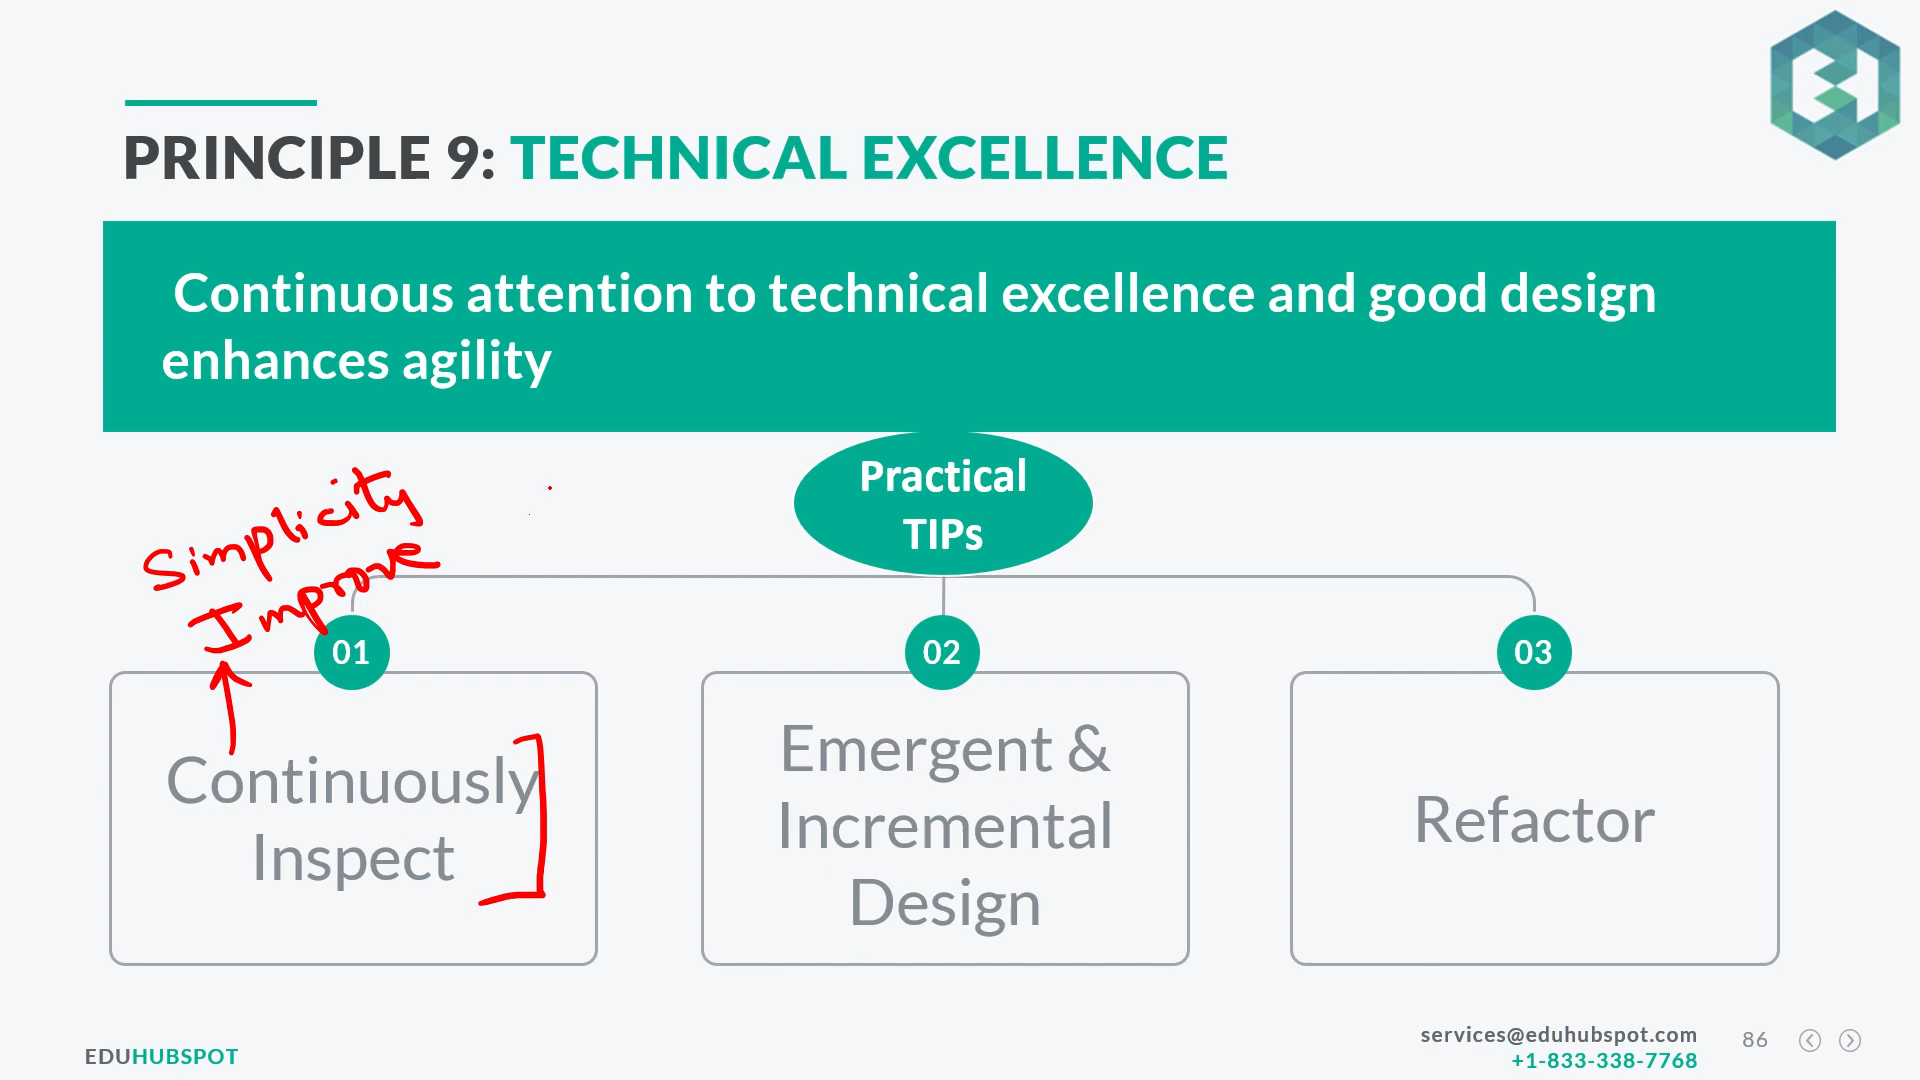 PRINCIPLE 9: TECHNICAL EXCELLENCE
Continuous attention to technical excellence and good design
enhances agility
Practical
TIPs
Simplicity
Improve
01
Continuously
Inspect
02
Emergent &
Incremental
Design
03
Refactor
EDUHUBSPOT
services@eduhubspot.com
+1-833-338-7768
86